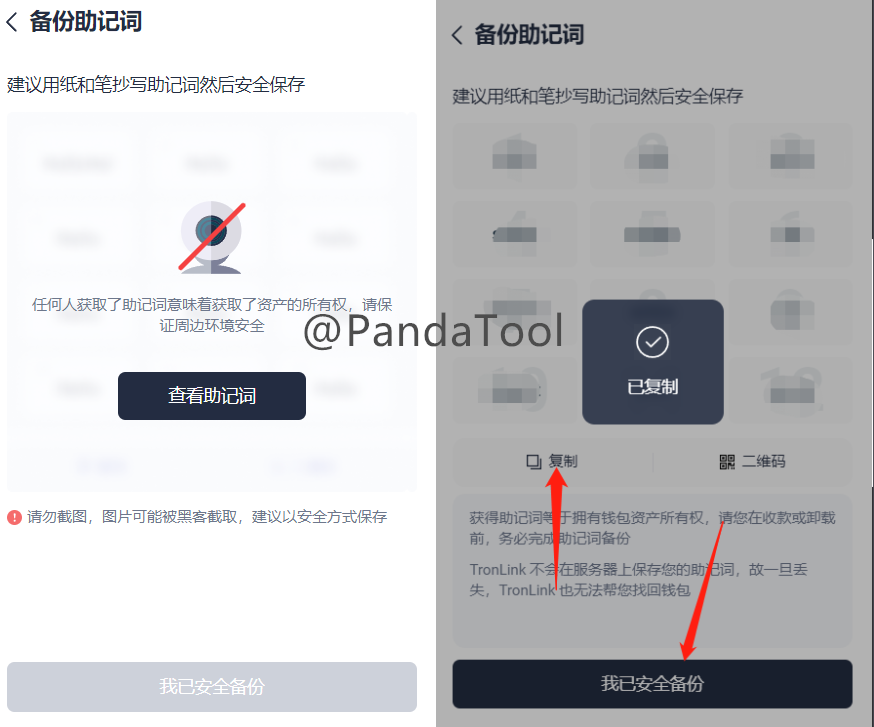 备份助记词
建议用纸和笔抄写助记词然后安全保存
任何人获取了助记词意味着获取了资产的所有权，请保
证周边环境安全
查看助记词
请勿截图，图片可能被黑客截取，建议以安全方式保存
我已安全备份
@PandaTool
备份助记词
建议用纸和笔抄写助记词然后安全保存
已复制
复制
二维码
获得助记词等于拥有钱包资产所有权，请您在收款或卸载
前，务必完成助记词备份
TronLink 不会在服务器上保存您的助记词，故一旦丢
失，TronLink 也无法帮您找回钱包
我已安全备份